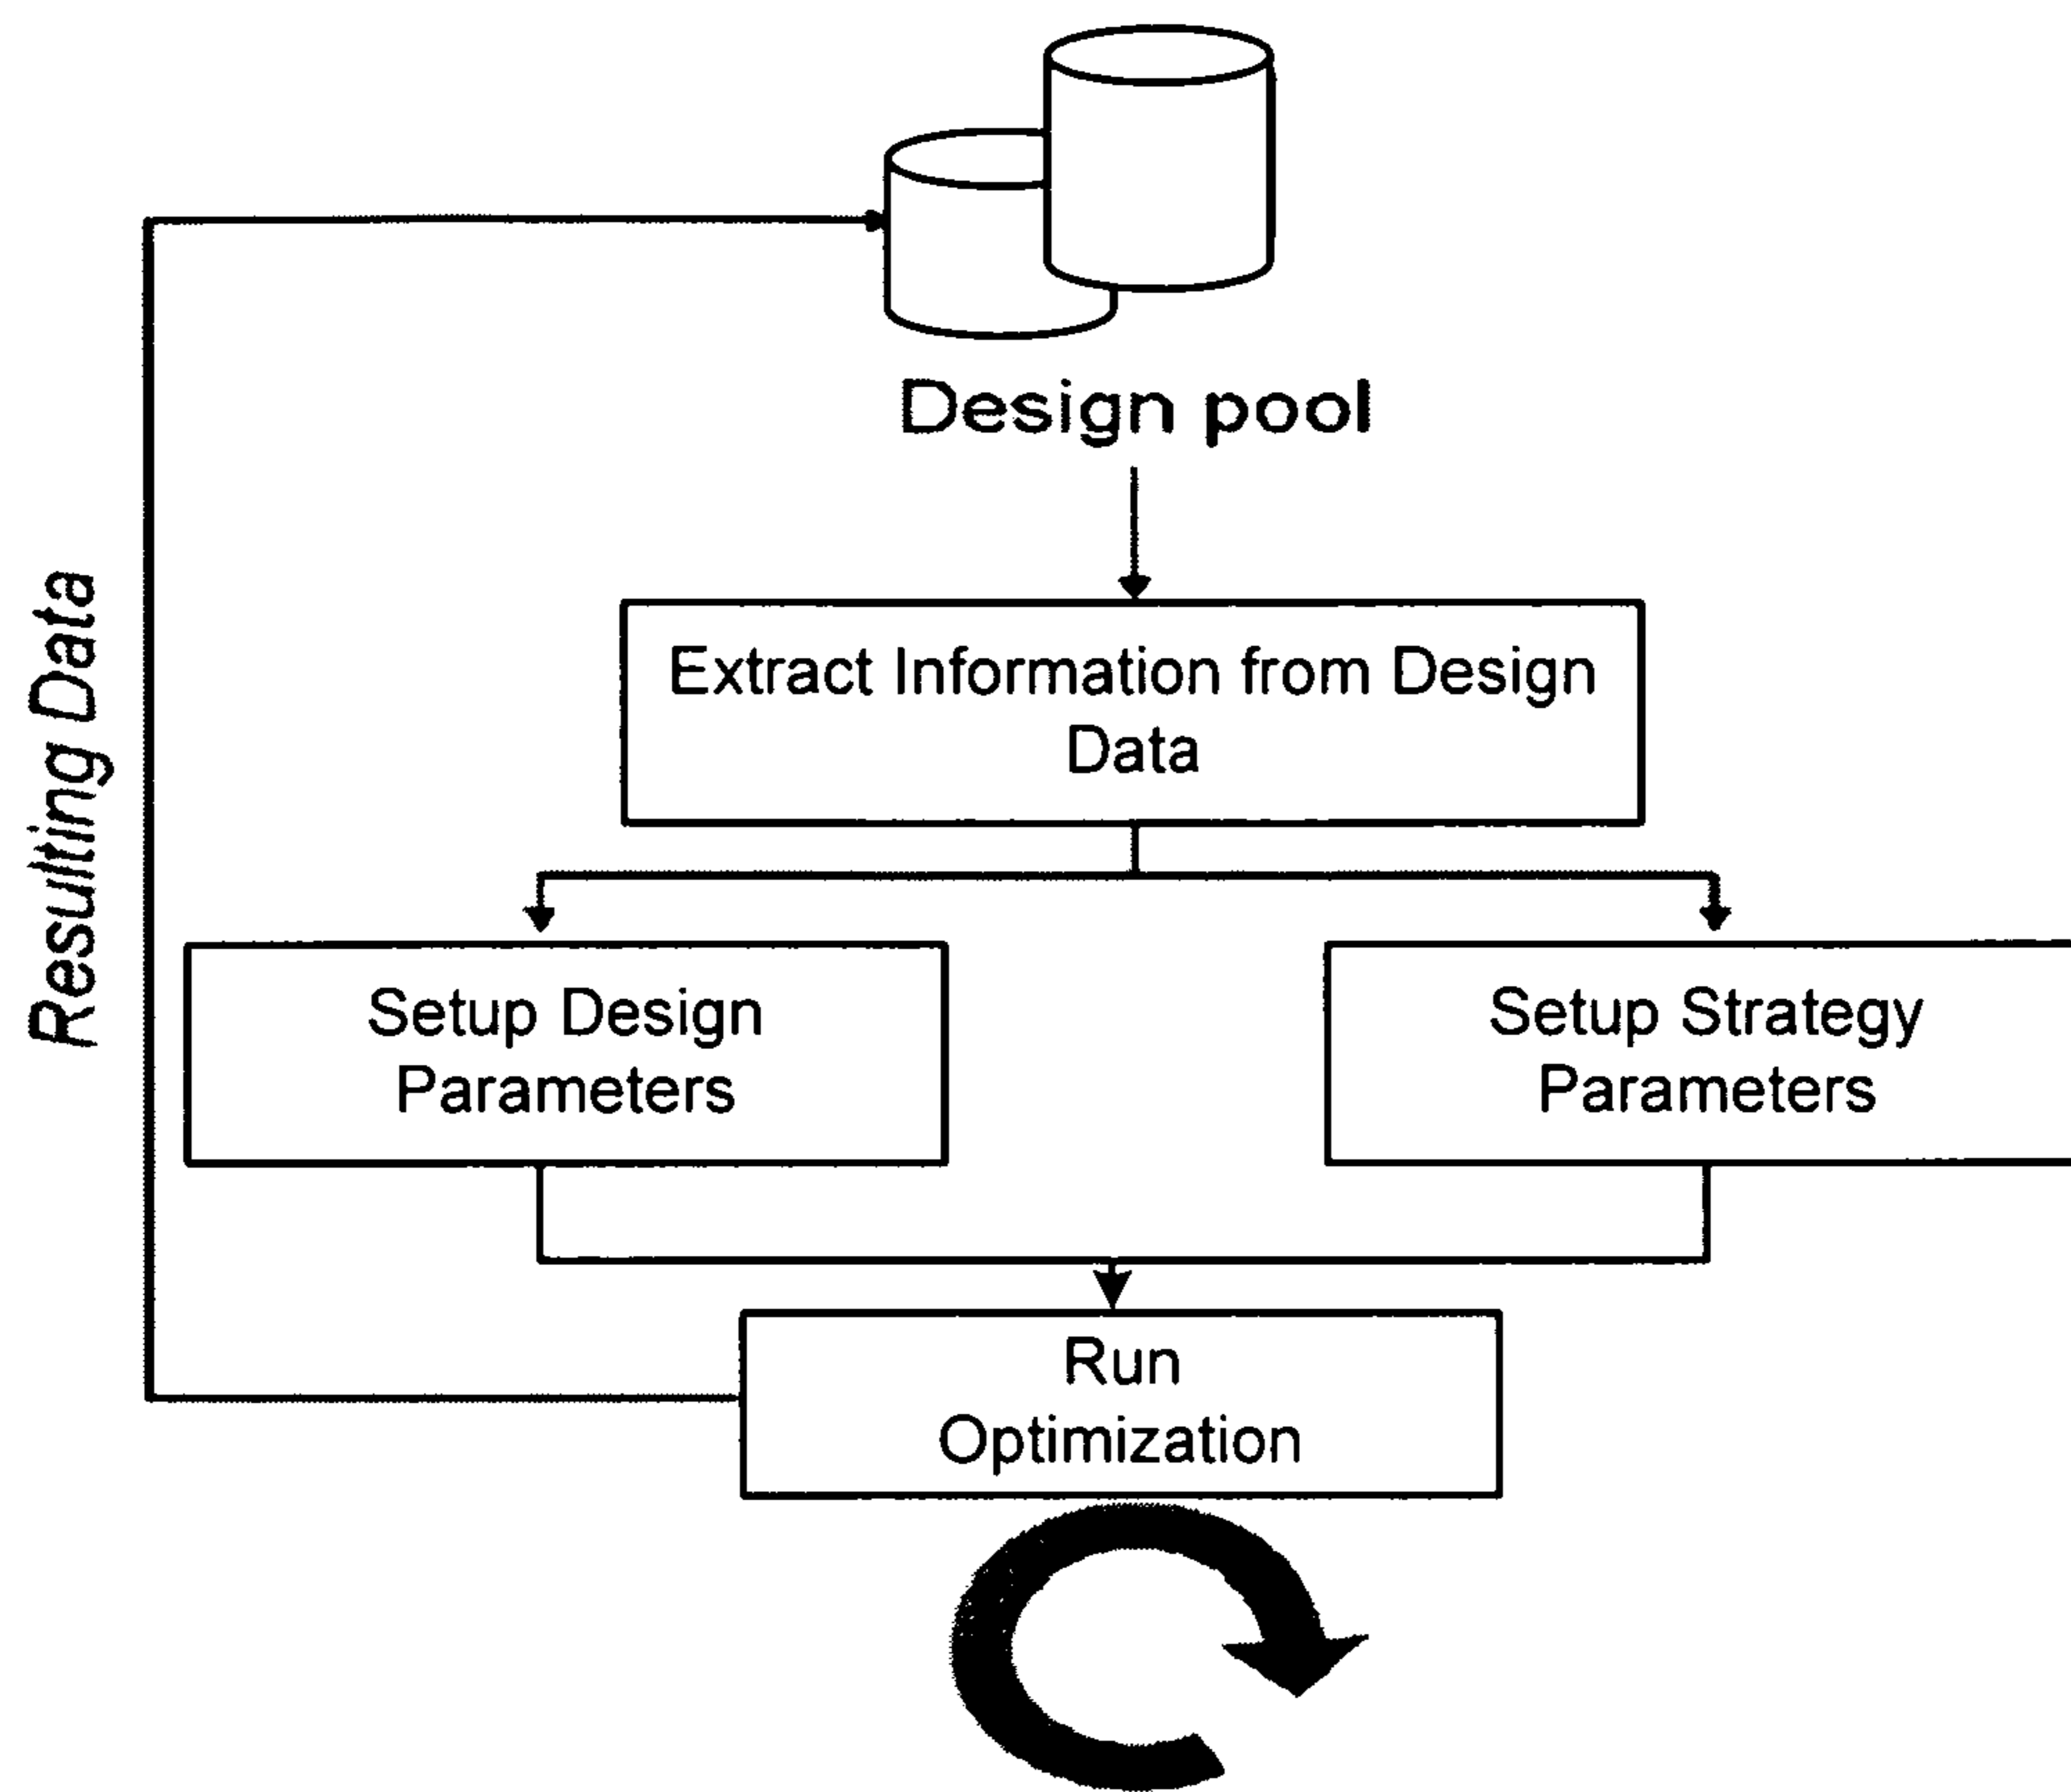 Design pool
Extract Information from Design
Data
Resulting Data
Setup Design
Parameters
Setup Strategy
Parameters
Run
Optimization